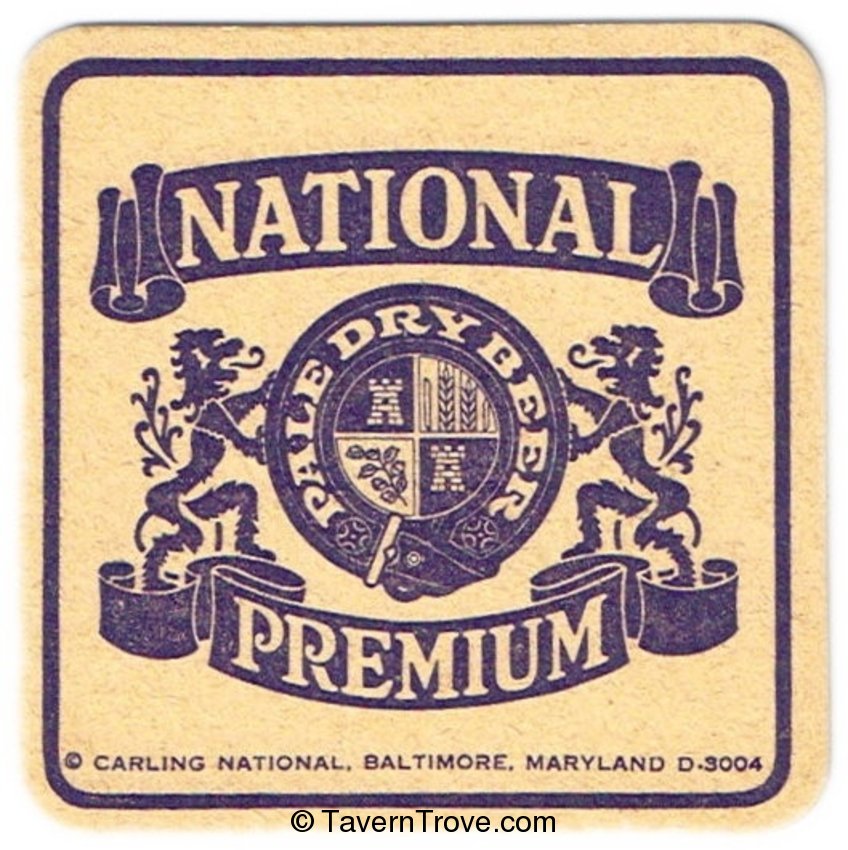 NATIONAL
PALE DRY BEER
PREMIUM
© CARLING NATIONAL, BALTIMORE, MARYLAND D-3004
© TavernTrove.com